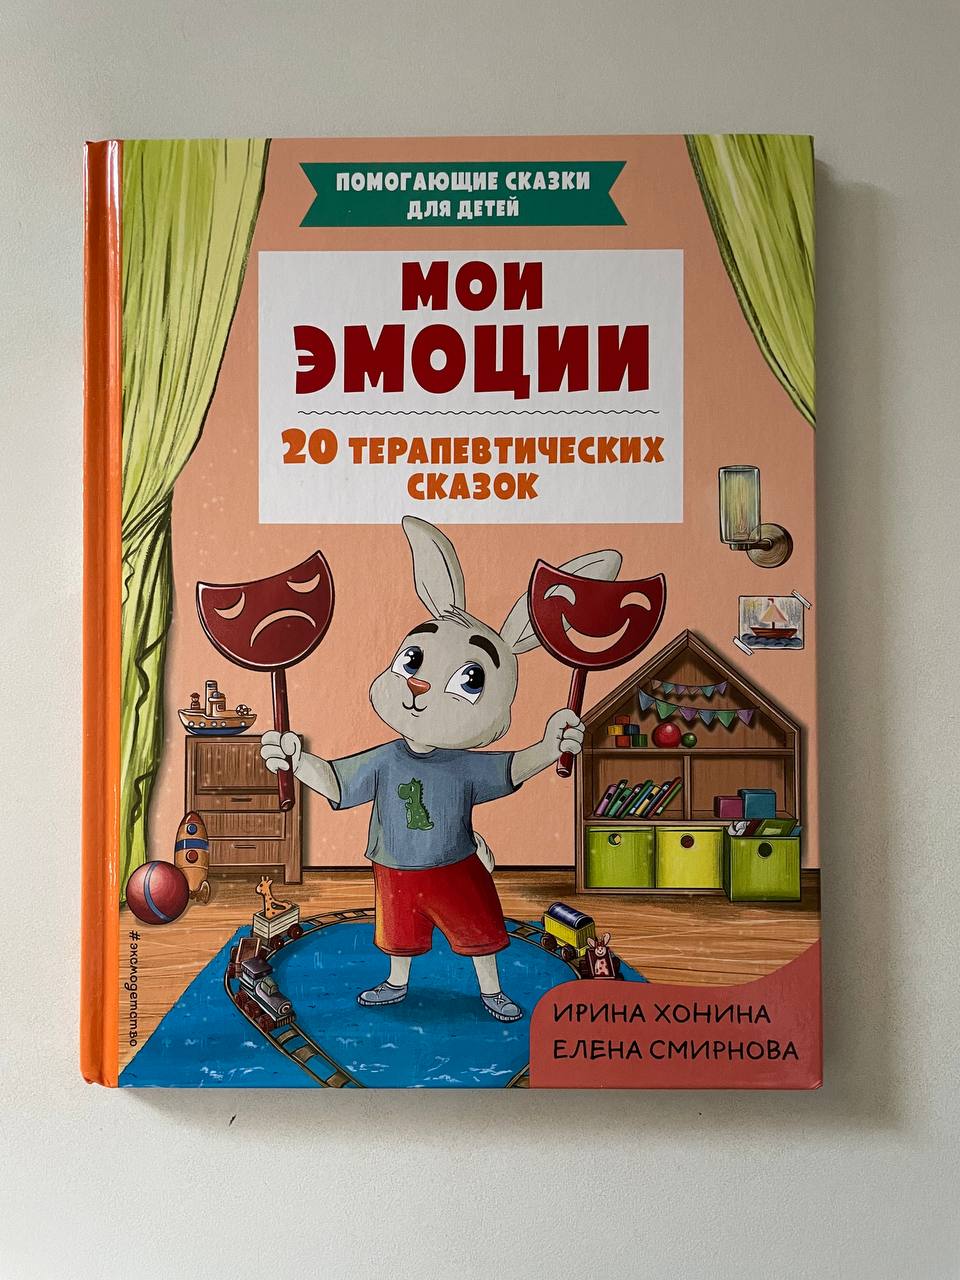 ПОМОГАЮЩИЕ СКАЗКИ
ДЛЯ ДЕТЕЙ
МОИ
ЭМОЦИИ
20 ТЕРАПЕВТИЧЕСКИХ
СКАЗОК
#эксмодетство
ИРИНА ХОНИНА
ЕЛЕНА СМИРНОВА